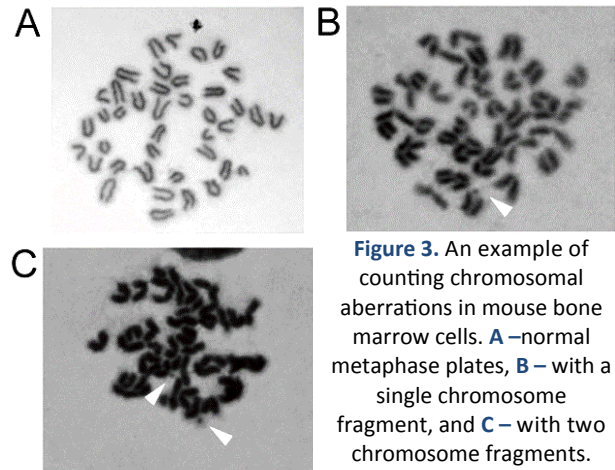 A
B
C
Figure 3. An example of
counting chromosomal
aberrations in mouse bone
marrow cells. A –normal
metaphase plates, B – with a
single chromosome
fragment, and C – with two
chromosome fragments.